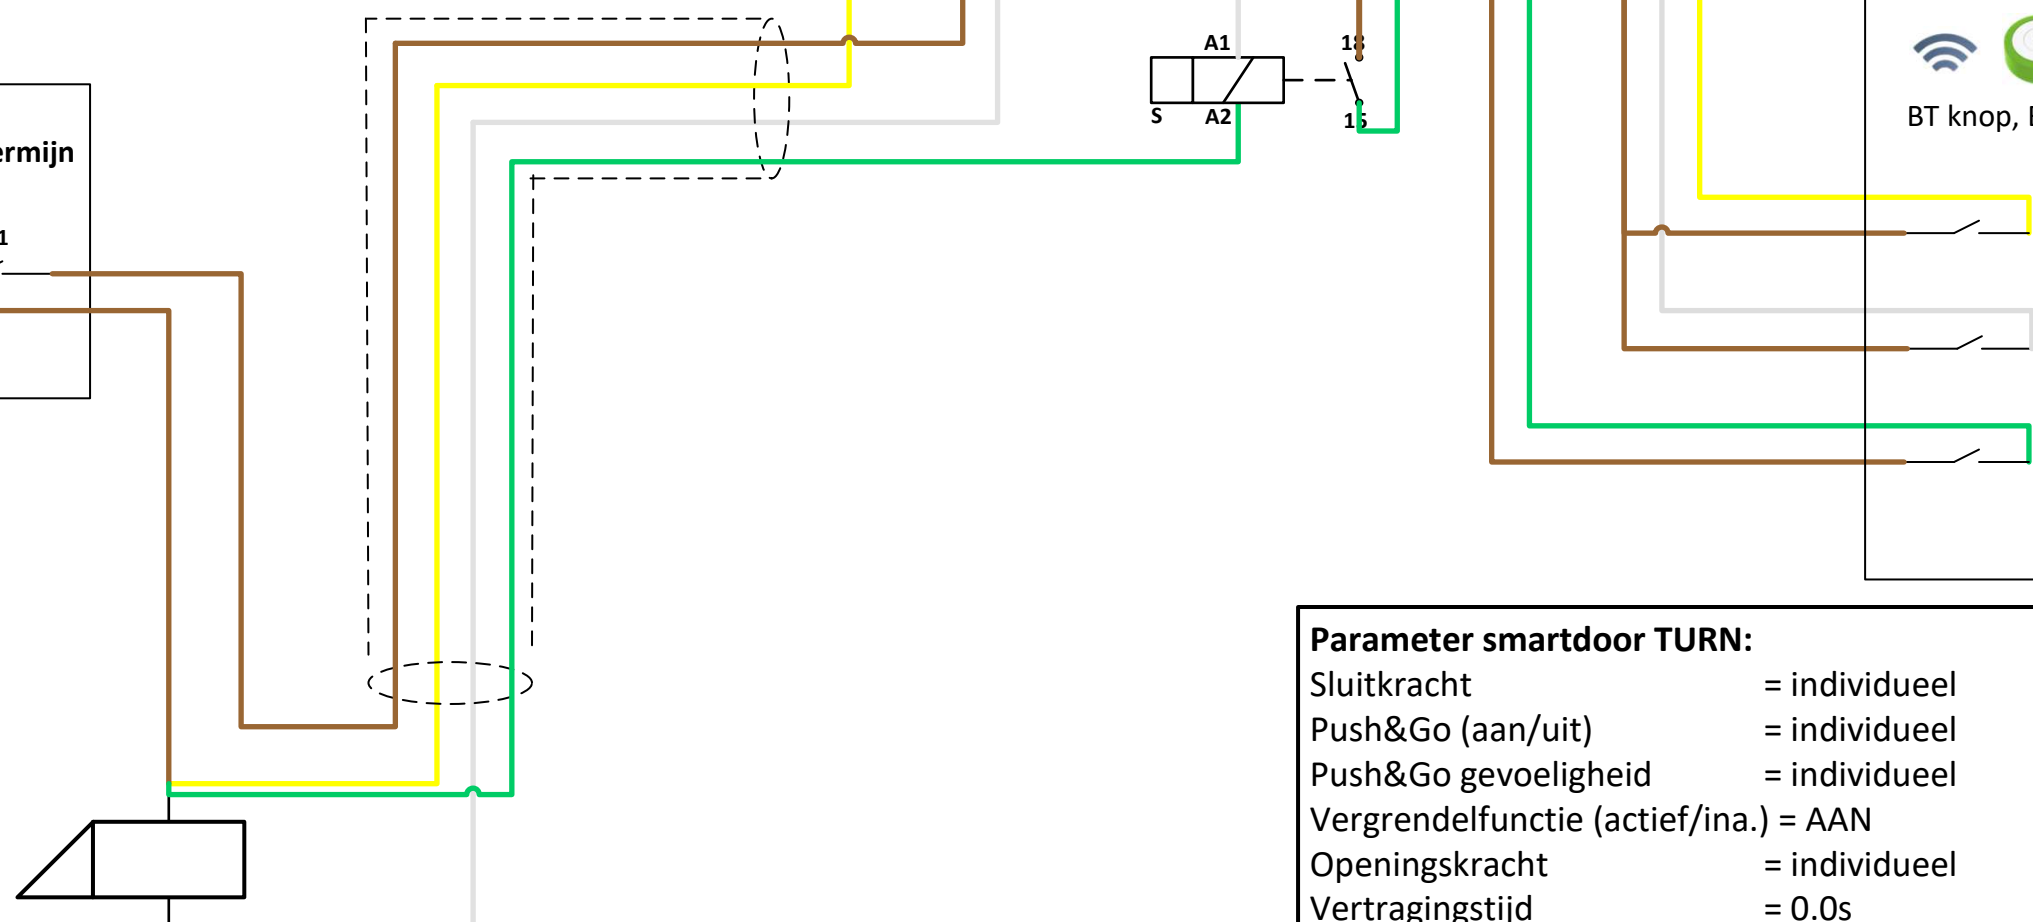 A1
18
S
A2
15
BT knop,
ermijn
1
Parameter smartdoor TURN:
Sluitkracht = individueel
Push&Go (aan/uit) = individueel
Push&Go gevoeligheid = individueel
Vergrendelfunctie (actief/ina.) = AAN
Openingskracht = individueel
Vertragingstijd = 0.0s